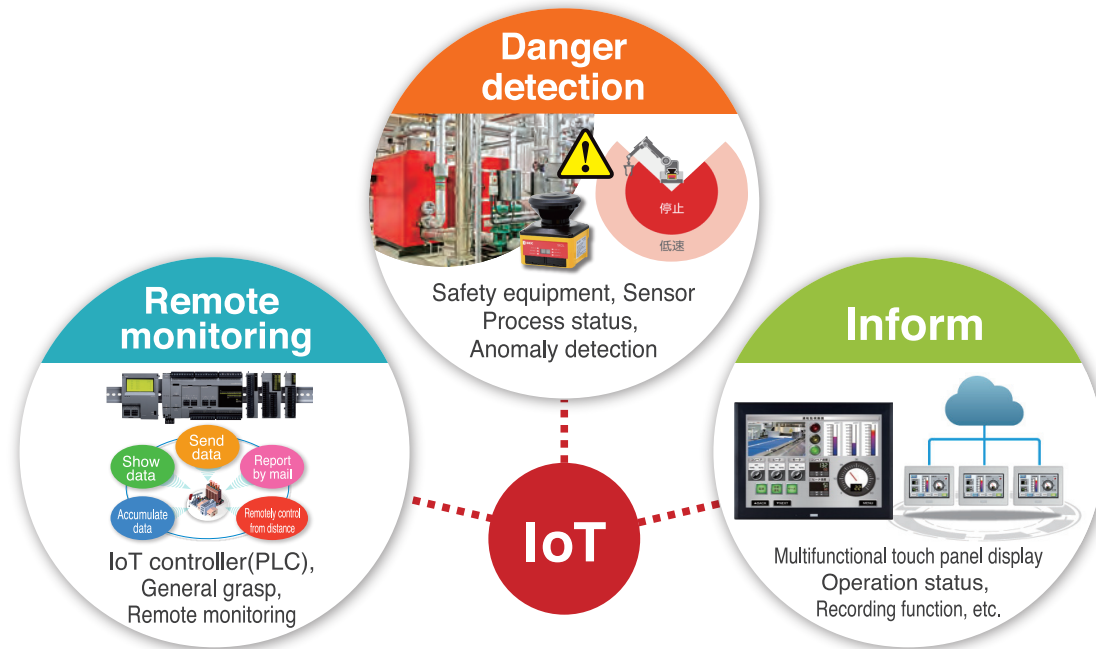 Danger
detection
停止
低速
Safety equipment, Sensor
Process status,
Anomaly detection
Remote
monitoring
Send
data
Show
data
Report
by mail
Accumulate
data
Remotely control
from distance
IoT controller(PLC),
General grasp,
Remote monitoring
IoT
Inform
Multifunctional touch panel display
Operation status,
Recording function, etc.